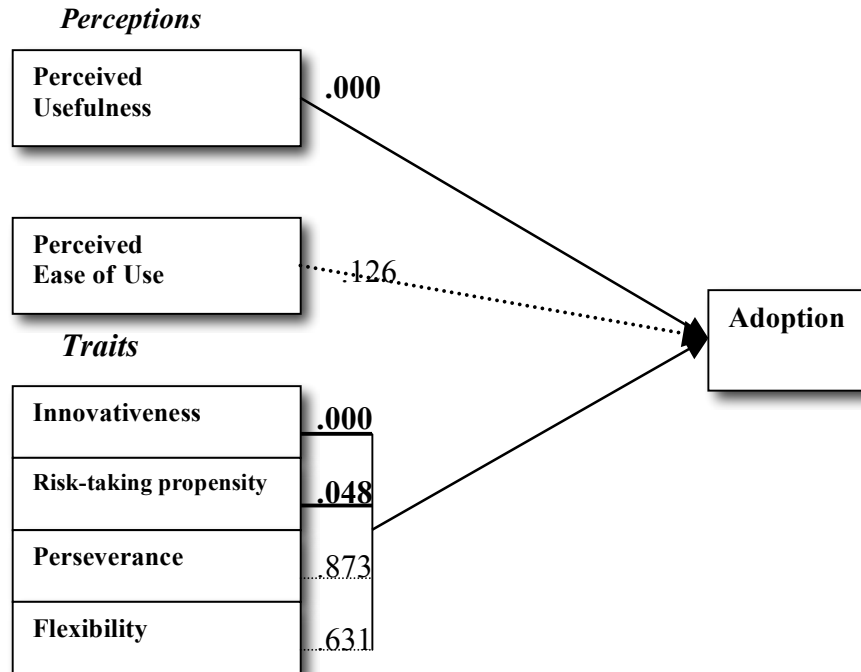 Perceptions
Perceived
Usefulness
.000
Perceived
Ease of Use
.126
Adoption
Traits
Innovativeness
.000
Risk-taking propensity
.048
Perseverance
.873
Flexibility
.631